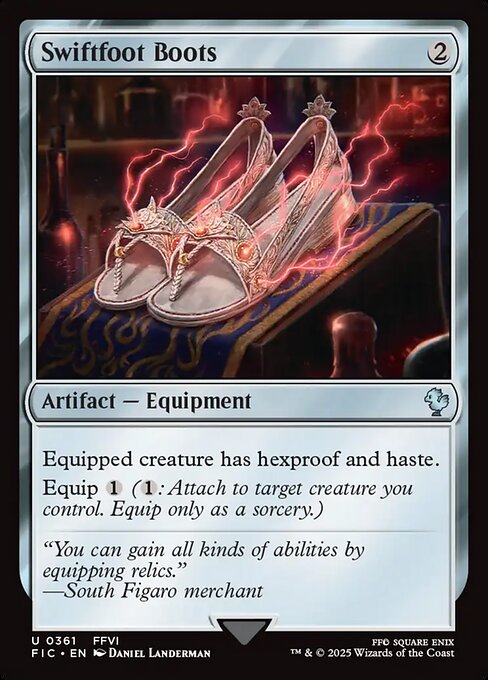 Swiftfoot Boots 2
Artifact — Equipment
Equipped creature has hexproof and haste.
Equip 1 (1: Attach to target creature you
control. Equip only as a sorcery.)
“You can gain all kinds of abilities by
equipping relics.”
—South Figaro merchant
U 0361 FFVI
FIC • EN Daniel Landerman
FF© SQUARE ENIX
™ & © 2025 Wizards of the Coast